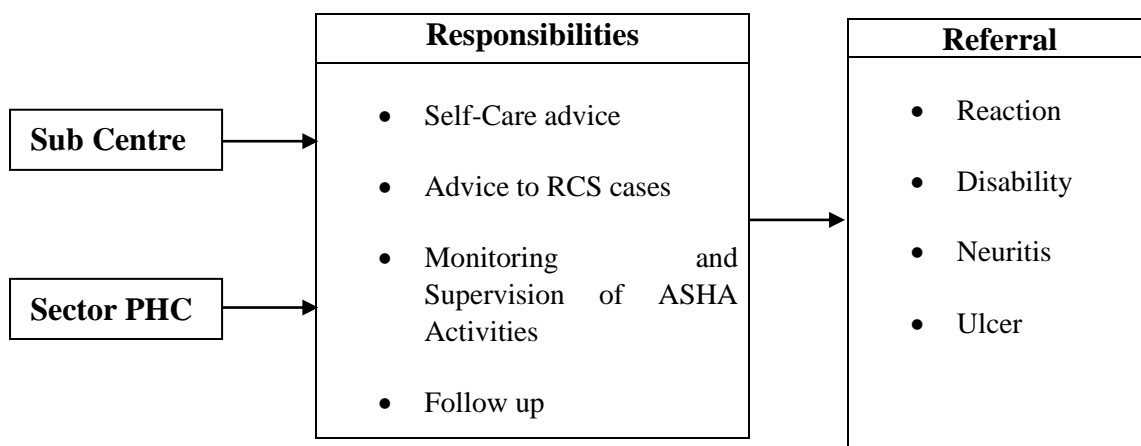 Sub Centre
Sector PHC
Responsibilities
• Self-Care advice
• Advice to RCS cases
• Monitoring and
Supervision of ASHA
Activities
• Follow up
Referral
• Reaction
• Disability
• Neuritis
• Ulcer